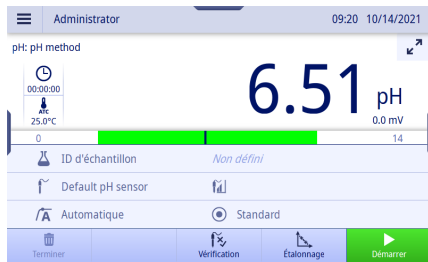 Administrator 09:20 10/14/2021
pH: pH method
00:00:00
ATC
25.0°C
6.51 pH
0.0 mV
0 14
ID d'échantillon Non défini
Default pH sensor
Automatique Standard
Terminer Vérification Étalonnage Démarrer